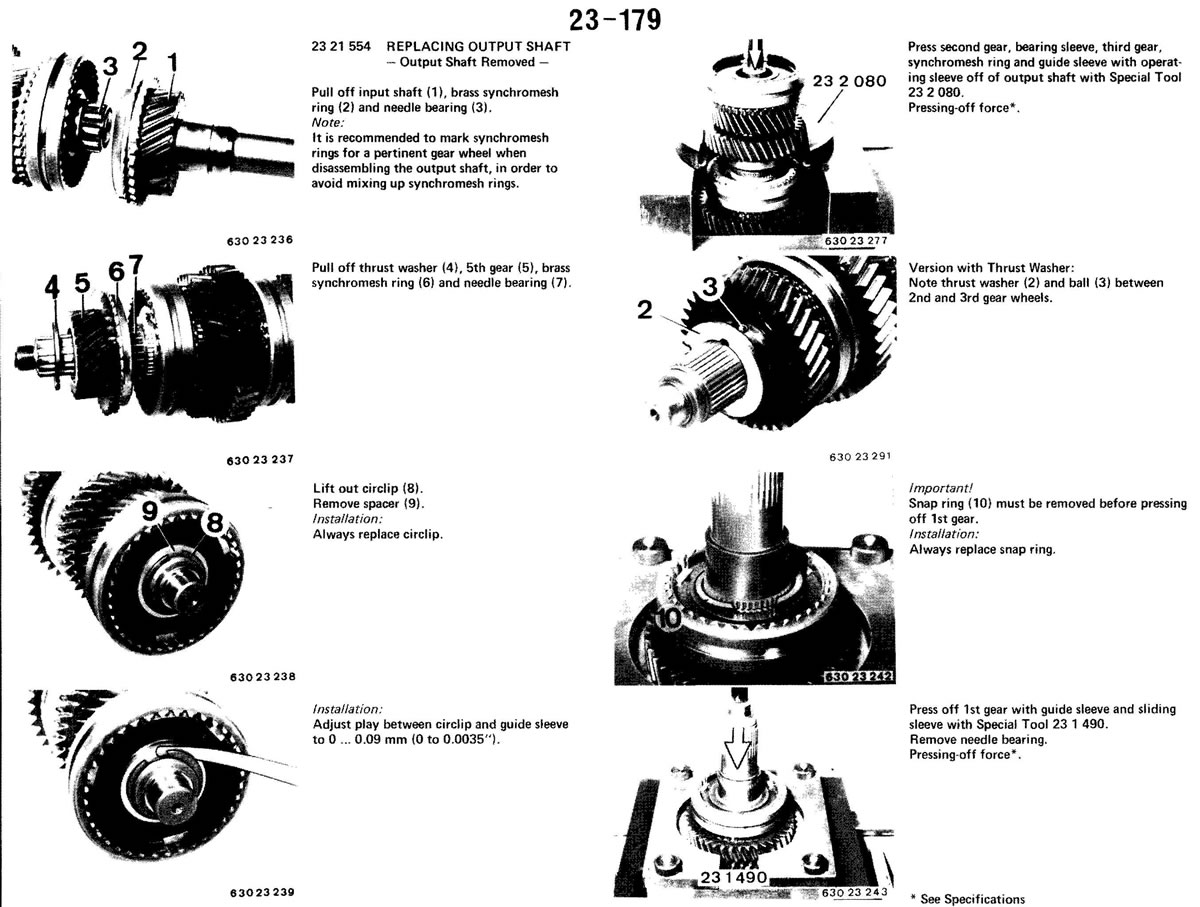 23-179
23 21 554 REPLACING OUTPUT SHAFT
– Output Shaft Removed –
Pull off input shaft (1), brass synchromesh
ring (2) and needle bearing (3).
Note:
It is recommended to mark synchromesh
rings for a pertinent gear wheel when
disassembling the output shaft, in order to
avoid mixing up synchromesh rings.
3
2
1
630 23 236
Pull off thrust washer (4), 5th gear (5), brass
synchromesh ring (6) and needle bearing (7).
4
5
6
7
630 23 237
Lift out circlip (8).
Remove spacer (9).
Installation:
Always replace circlip.
9
8
630 23 238
Installation:
Adjust play between circlip and guide sleeve
to 0 ... 0.09 mm (0 to 0.0035″).
630 23 239
Press second gear, bearing sleeve, third gear,
synchromesh ring and guide sleeve with operat-
ing sleeve off of output shaft with Special Tool
23 2 080.
Pressing-off force*.
23 2 080
630 23 277
Version with Thrust Washer:
Note thrust washer (2) and ball (3) between
2nd and 3rd gear wheels.
2
3
630 23 291
Important!
Snap ring (10) must be removed before pressing
off 1st gear.
Installation:
Always replace snap ring.
10
630 23 242
Press off 1st gear with guide sleeve and sliding
sleeve with Special Tool 23 1 490.
Remove needle bearing.
Pressing-off force*.
23 1 490
630 23 243
* See Specifications